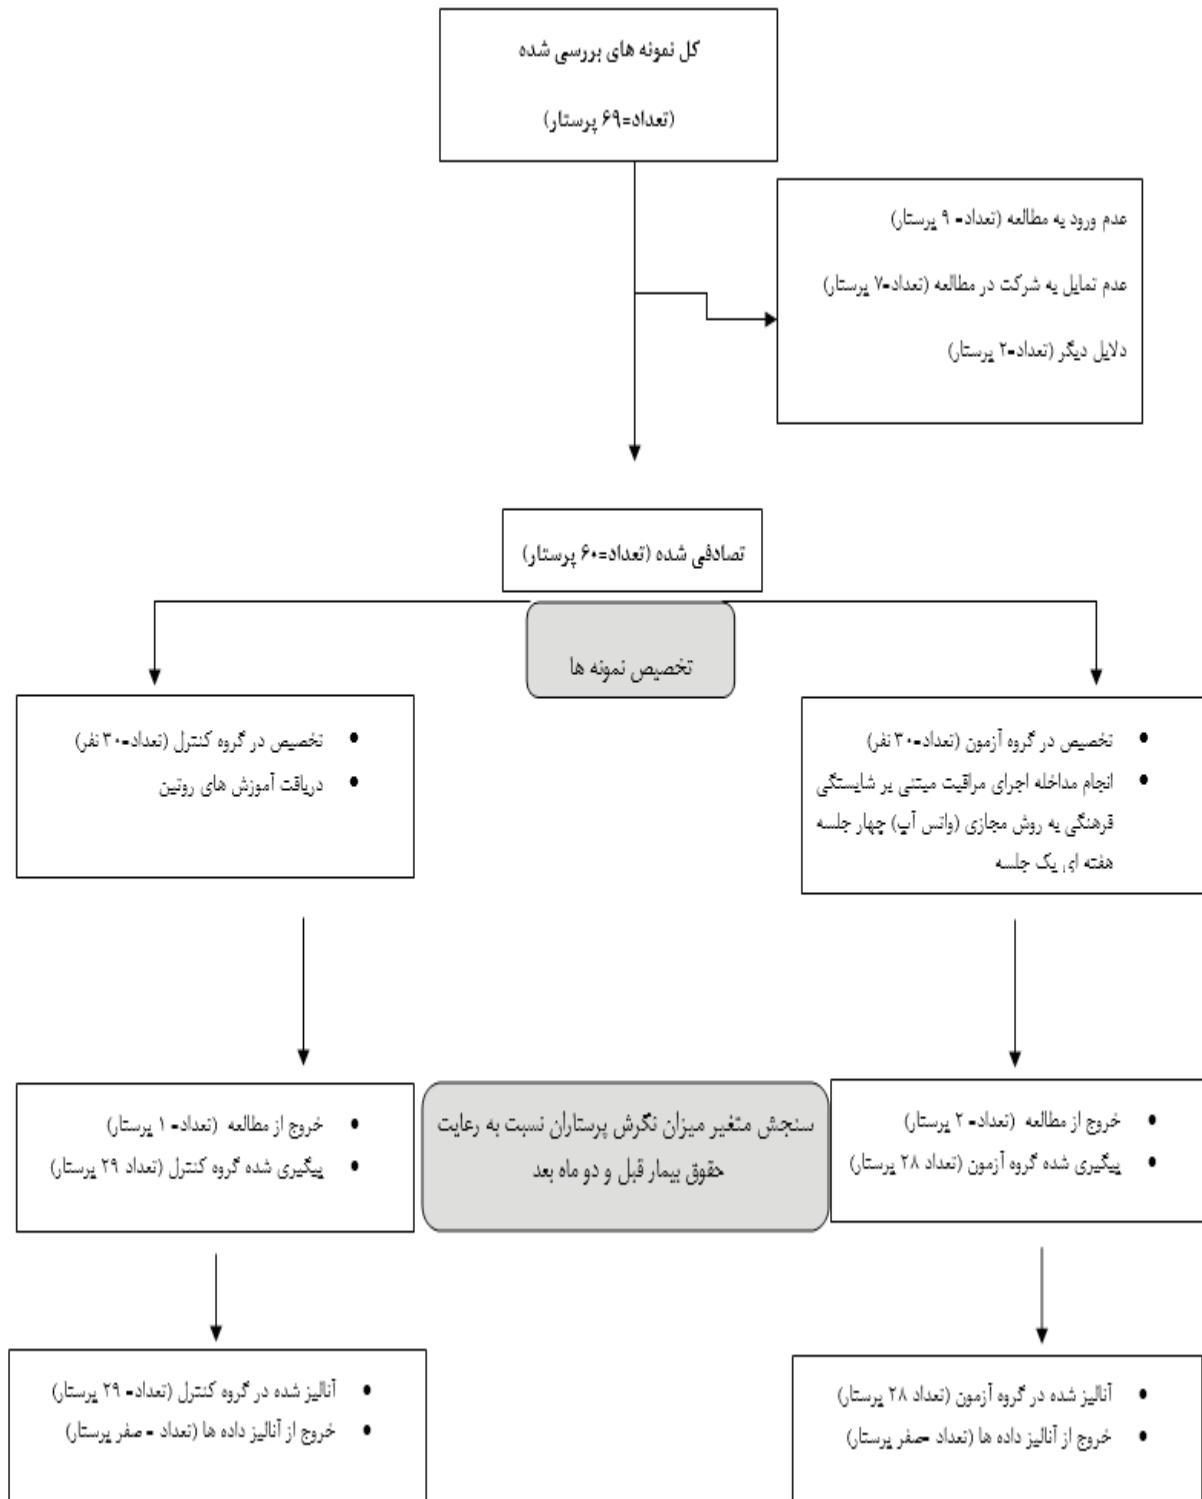 کل نمونه های بررسی شده
(تعداد=۶۹ پرستار)
عدم ورود به مطالعه (تعداد= ۹ پرستار)
عدم تمایل به شرکت در مطالعه (تعداد=۷ پرستار)
دلایل دیگر (تعداد=۲ پرستار)
تصادفی شده (تعداد=۶۰ پرستار)
تخصیص نمونه ها
• تخصیص در گروه آزمون (تعداد=۳۰ نفر)
• انجام مداخله اجرای مراقبت مبتنی بر شایستگی
فرهنگی به روش مجازی (واتس آپ) چهار جلسه
هفته ای یک جلسه
• تخصیص در گروه کنترل (تعداد=۳۰ نفر)
• دریافت آموزش های روتین
• خروج از مطالعه (تعداد= ۲ پرستار)
• پیگیری شده گروه آزمون (تعداد ۲۸ پرستار)
سنجش متغیر میزان نگرش پرستاران نسبت به رعایت
حقوق بیمار قبل و دو ماه بعد
• خروج از مطالعه (تعداد= ۱ پرستار)
• پیگیری شده گروه کنترل (تعداد ۲۹ پرستار)
• آنالیز شده در گروه آزمون (تعداد ۲۸ پرستار)
• خروج از آنالیز داده ها (تعداد =صفر پرستار)
• آنالیز شده در گروه کنترل (تعداد= ۲۹ پرستار)
• خروج از آنالیز داده ها (تعداد = صفر پرستار)